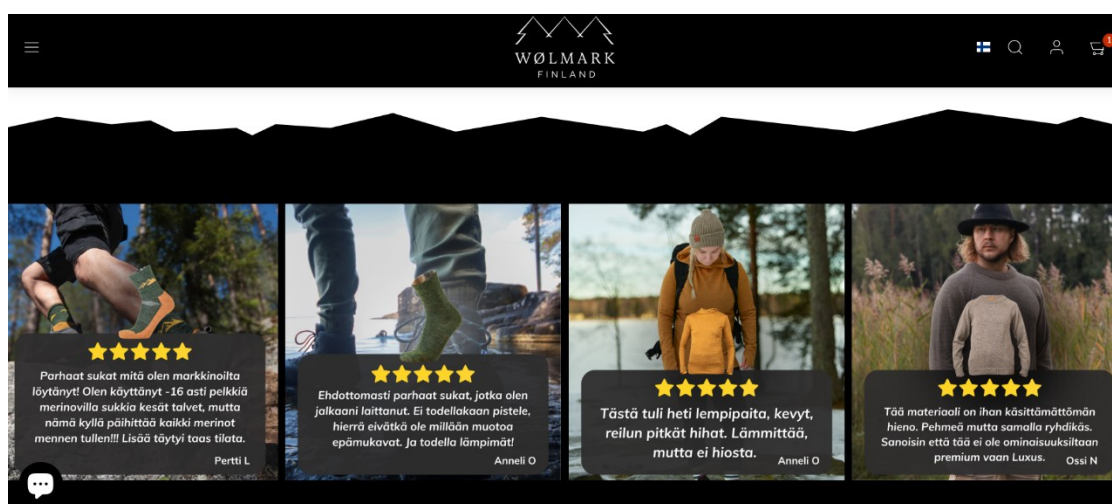 WØLMARK
FINLAND
1
Parhaat sukat mitä olen markkinoilta
löytänyt! Olen käyttänyt -16 asti pelkkiä
merinovilla sukkia kesät talvet, mutta
nämä kyllä päihittää kaikki merinot
mennen tullen!!! Lisää täytyi taas tilata.
Pertti L
Ehdottomasti parhaat sukat, jotka olen
jalkaani laittanut. Ei todellakaan pistele,
hierrä eivätkä ole millään muotoa
epämukavat. Ja todella lämpimät!
Anneli O
Tästä tuli heti lempipaita, kevyt,
reilun pitkät hihat. Lämmittää,
mutta ei hiosta.
Anneli O
Tää materiaali on ihan käsittämättömän
hieno. Pehmeä mutta samalla ryhdikäs.
Sanoisin että tää ei ole ominaisuuksiltaan
premium vaan Luxus.
Ossi N